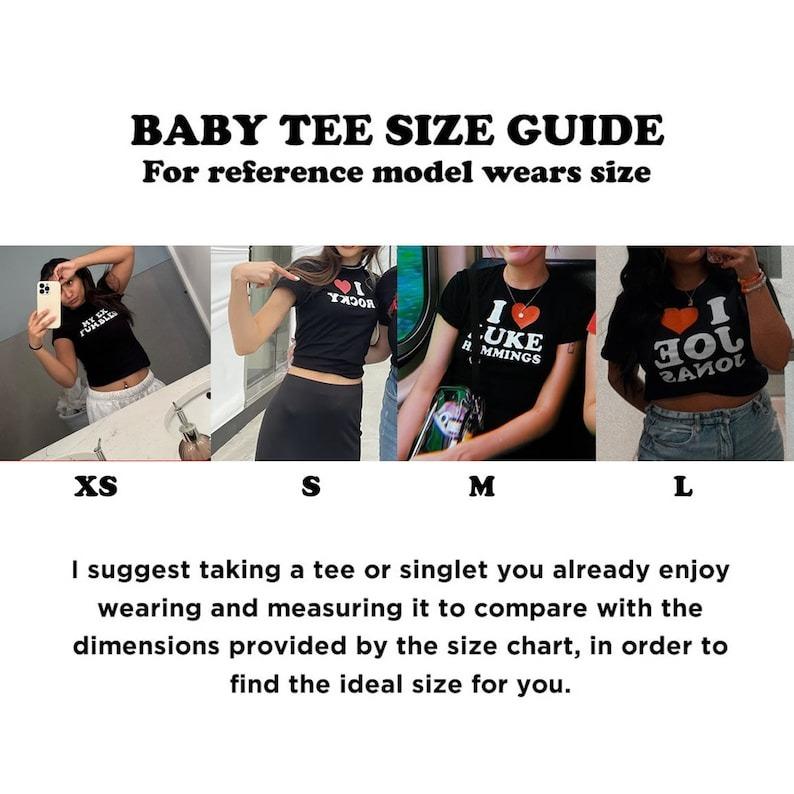 BABY TEE SIZE GUIDE
For reference model wears size
MY EX
FUMBLED
I
ROCKY
I
LUKE
HEMMINGS
I
JOE
JONAS
XS
S
M
L
I suggest taking a tee or singlet you already enjoy
wearing and measuring it to compare with the
dimensions provided by the size chart, in order to
find the ideal size for you.